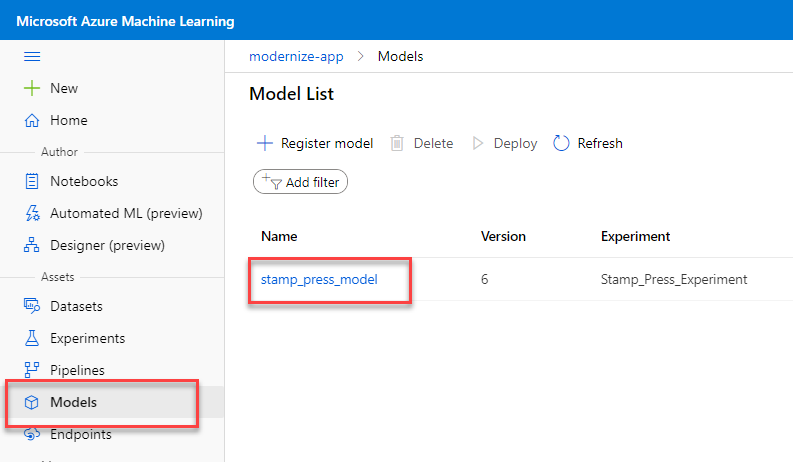 Microsoft Azure Machine Learning
New
Home
Author
Notebooks
Automated ML (preview)
Designer (preview)
Assets
Datasets
Experiments
Pipelines
Models
Endpoints
modernize-app > Models
Model List
Register model Delete Deploy Refresh
Add filter
Name Version Experiment
stamp_press_model 6 Stamp_Press_Experiment